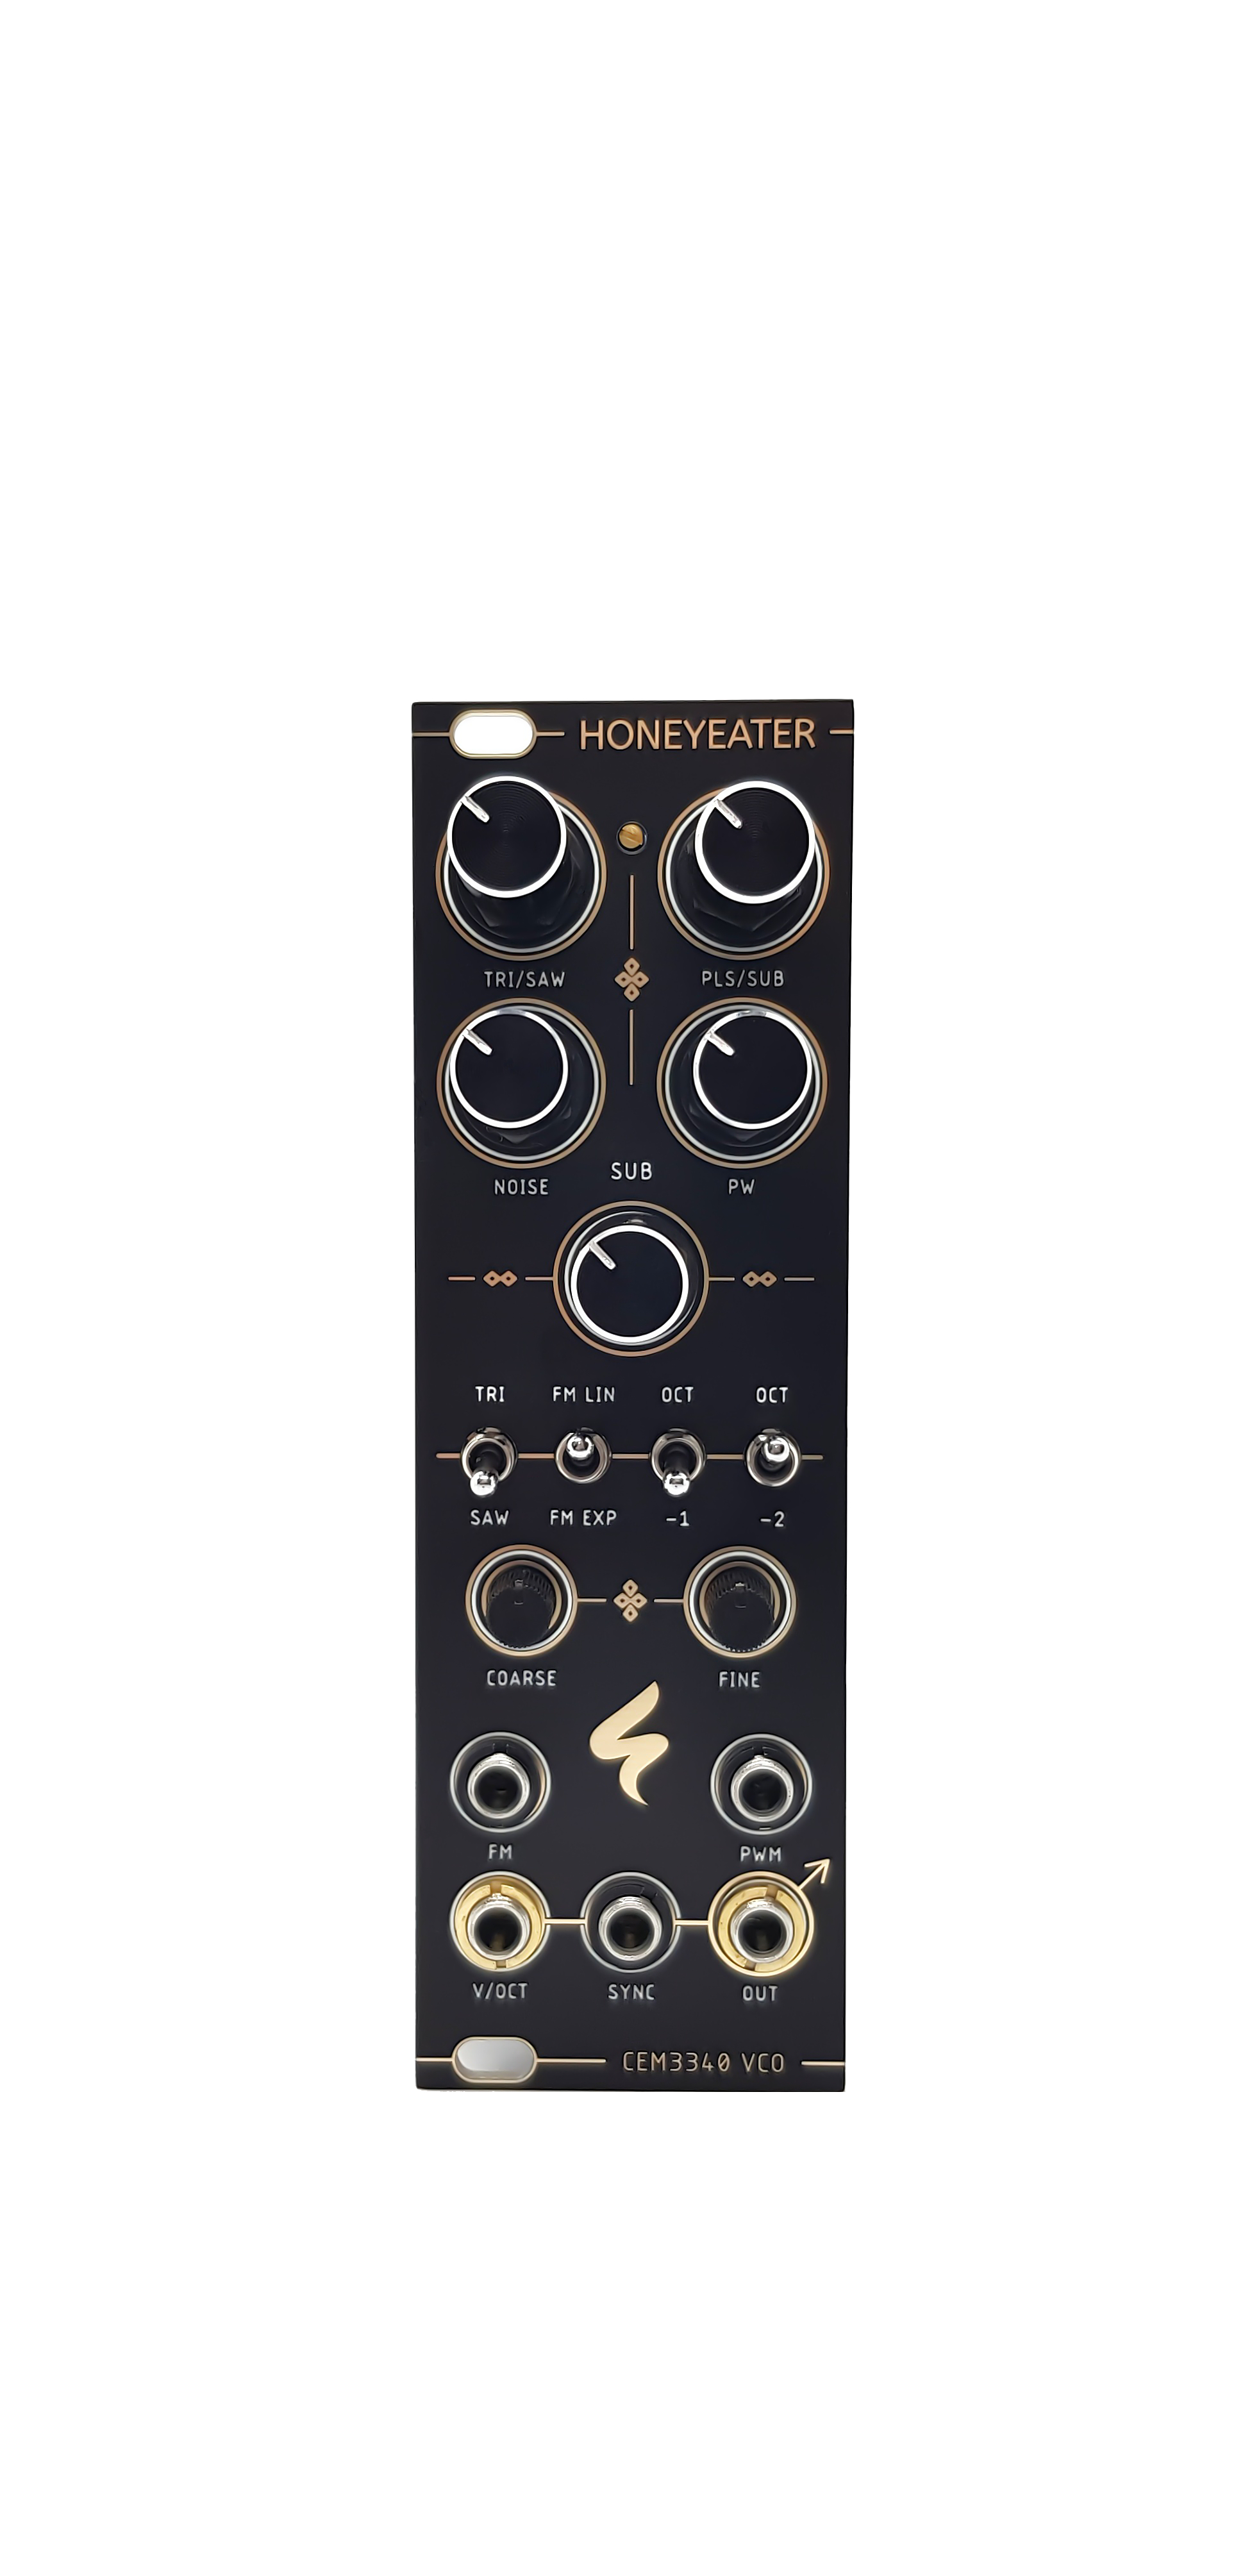 HONEYEATER
TRI/SAW PLS/SUB
NOISE SUB PW
TRI FM LIN OCT OCT
SAW FM EXP -1 -2
COARSE FINE
FM PWM
V/OCT SYNC OUT
CEM3340 VCO